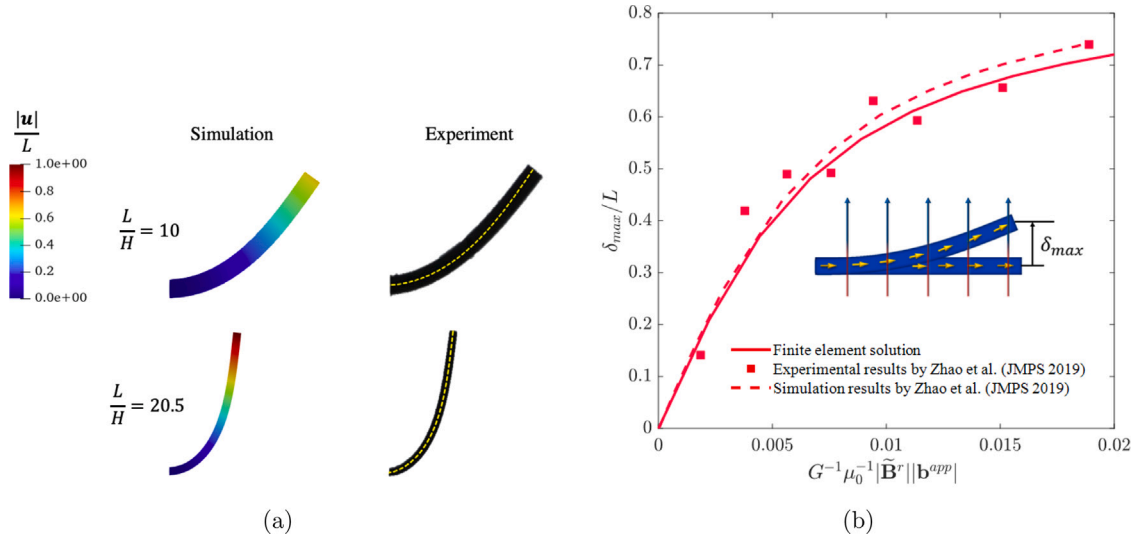 |u|
L
1.0e+00
0.8
0.6
0.4
0.2
0.0e+00
Simulation
Experiment
L/H = 10
L/H = 20.5
(a)
0.8
0.7
0.6
0.5
0.4
0.3
0.2
0.1
0
δmax/L
δmax
Finite element solution
Experimental results by Zhao et al. (JMPS 2019)
Simulation results by Zhao et al. (JMPS 2019)
0
0.005
0.01
0.015
0.02
G⁻¹μ₀⁻¹|B̃ʳ||bᵃᵖᵖ|
(b)